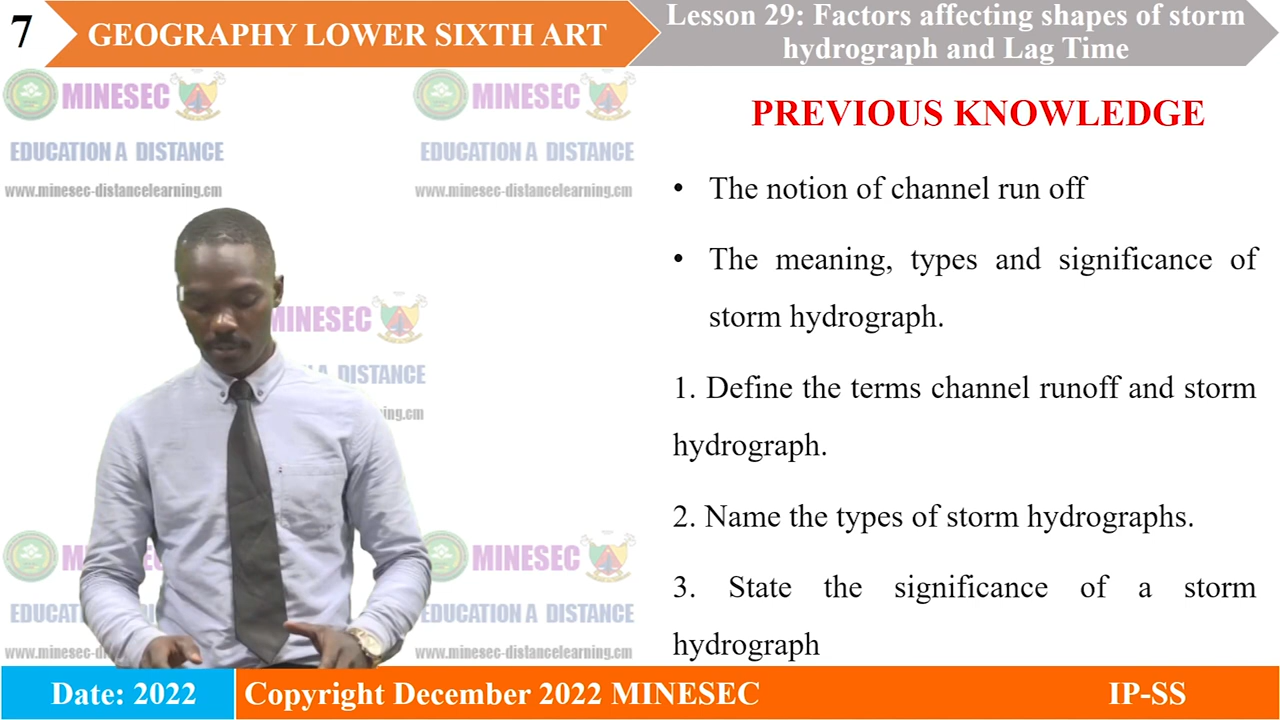 7
GEOGRAPHY LOWER SIXTH ART
Lesson 29: Factors affecting shapes of storm
hydrograph and Lag Time
MINESEC
EDUCATION A DISTANCE
www.minesec-distancelearning.cm
MINESEC
EDUCATION A DISTANCE
www.minesec-distancelearning.cm
MINESEC
A DISTANCE
ing.cm
MINESEC
EDUCATION A DISTANCE
www.minesec-distancelearning.cm
PREVIOUS KNOWLEDGE
• The notion of channel run off
• The meaning, types and significance of
storm hydrograph.
1. Define the terms channel runoff and storm
hydrograph.
2. Name the types of storm hydrographs.
3. State the significance of a storm
hydrograph
Date: 2022
Copyright December 2022 MINESEC
IP-SS